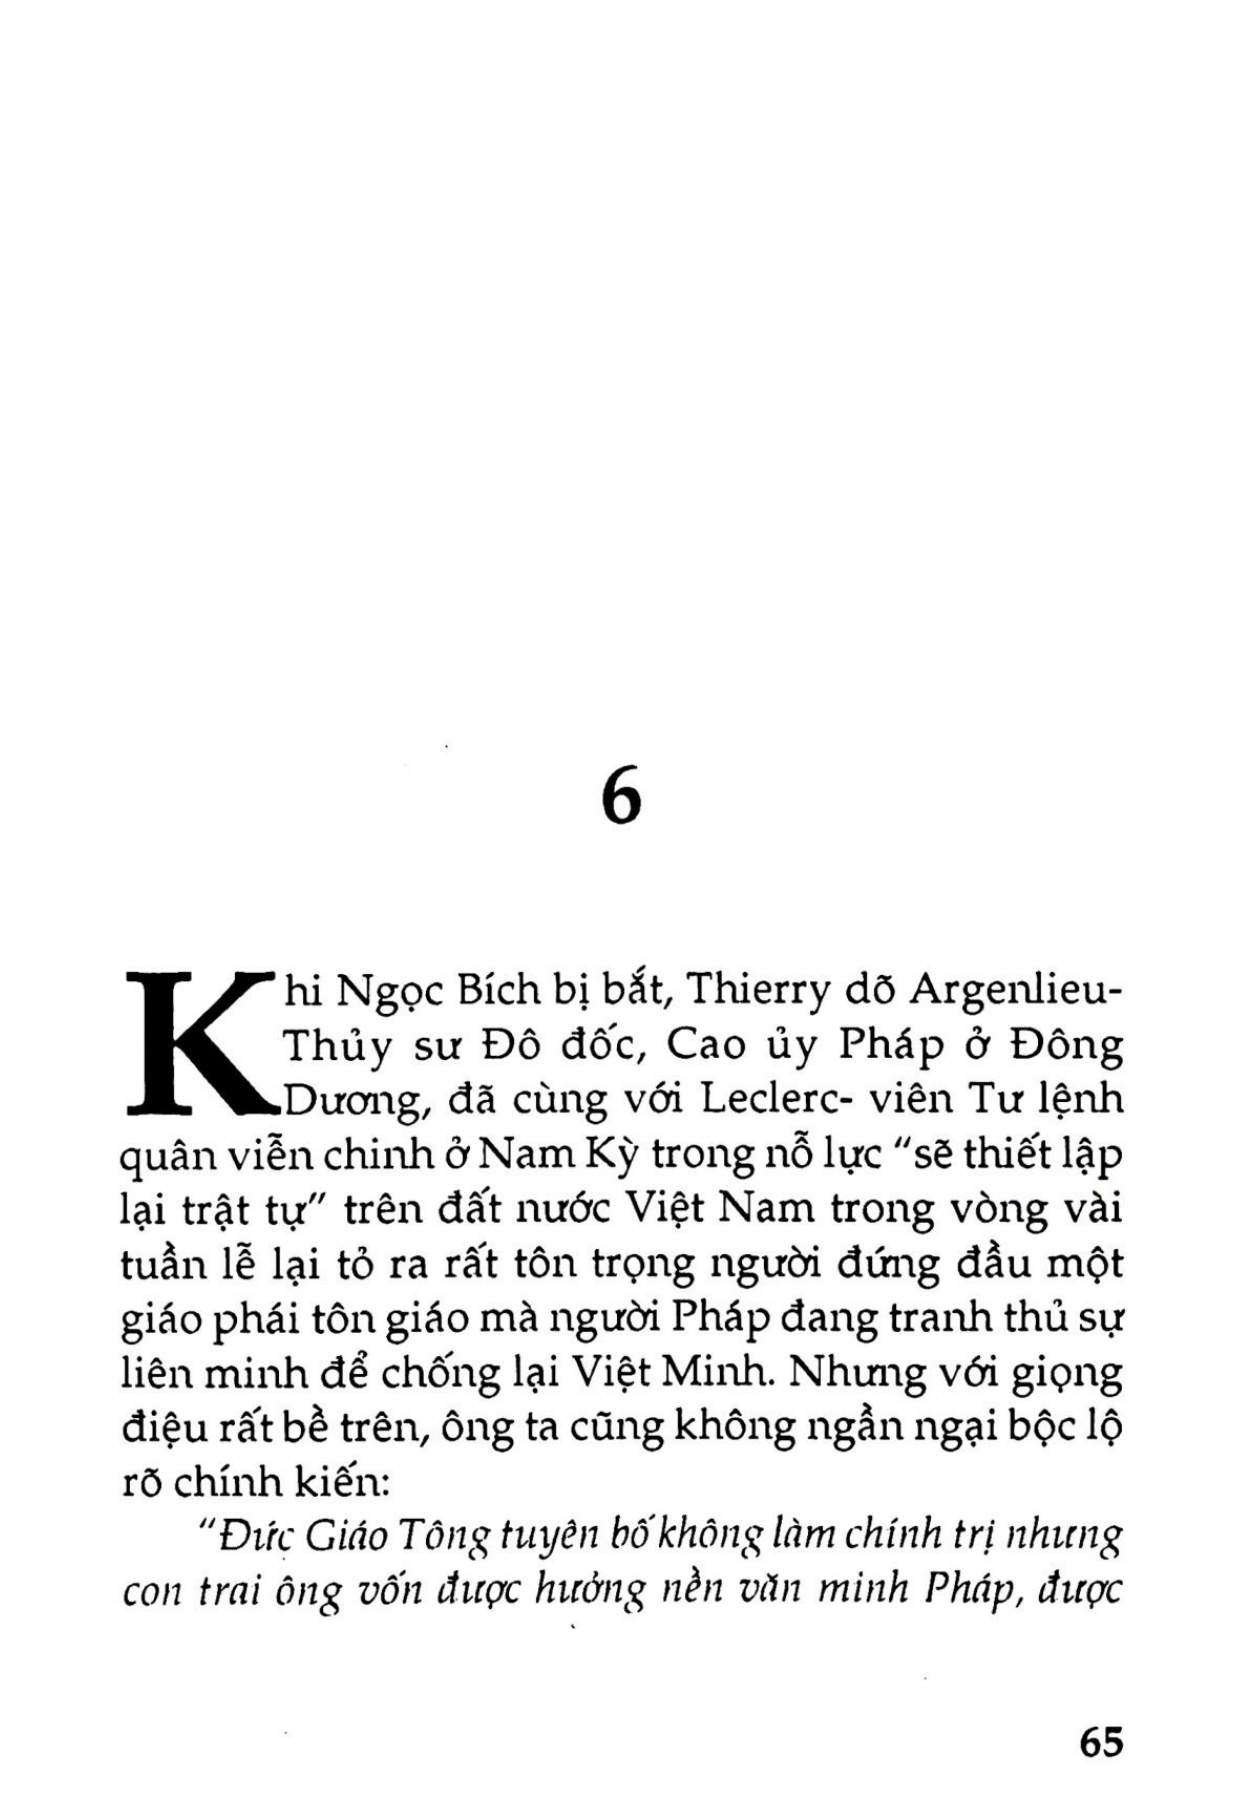 6
Khi Ngọc Bích bị bắt, Thierry dõ Argenlieu-
Thủy sư Đô đốc, Cao ủy Pháp ở Đông
Dương, đã cùng với Leclerc- viên Tư lệnh
quân viễn chinh ở Nam Kỳ trong nỗ lực "sẽ thiết lập
lại trật tự" trên đất nước Việt Nam trong vòng vài
tuần lễ lại tỏ ra rất tôn trọng người đứng đầu một
giáo phái tôn giáo mà người Pháp đang tranh thủ sự
liên minh để chống lại Việt Minh. Nhưng với giọng
điệu rất bề trên, ông ta cũng không ngần ngại bộc lộ
rõ chính kiến:
"Đức Giáo Tông tuyên bố không làm chính trị nhưng
con trai ông vốn được hưởng nền văn minh Pháp, được
65